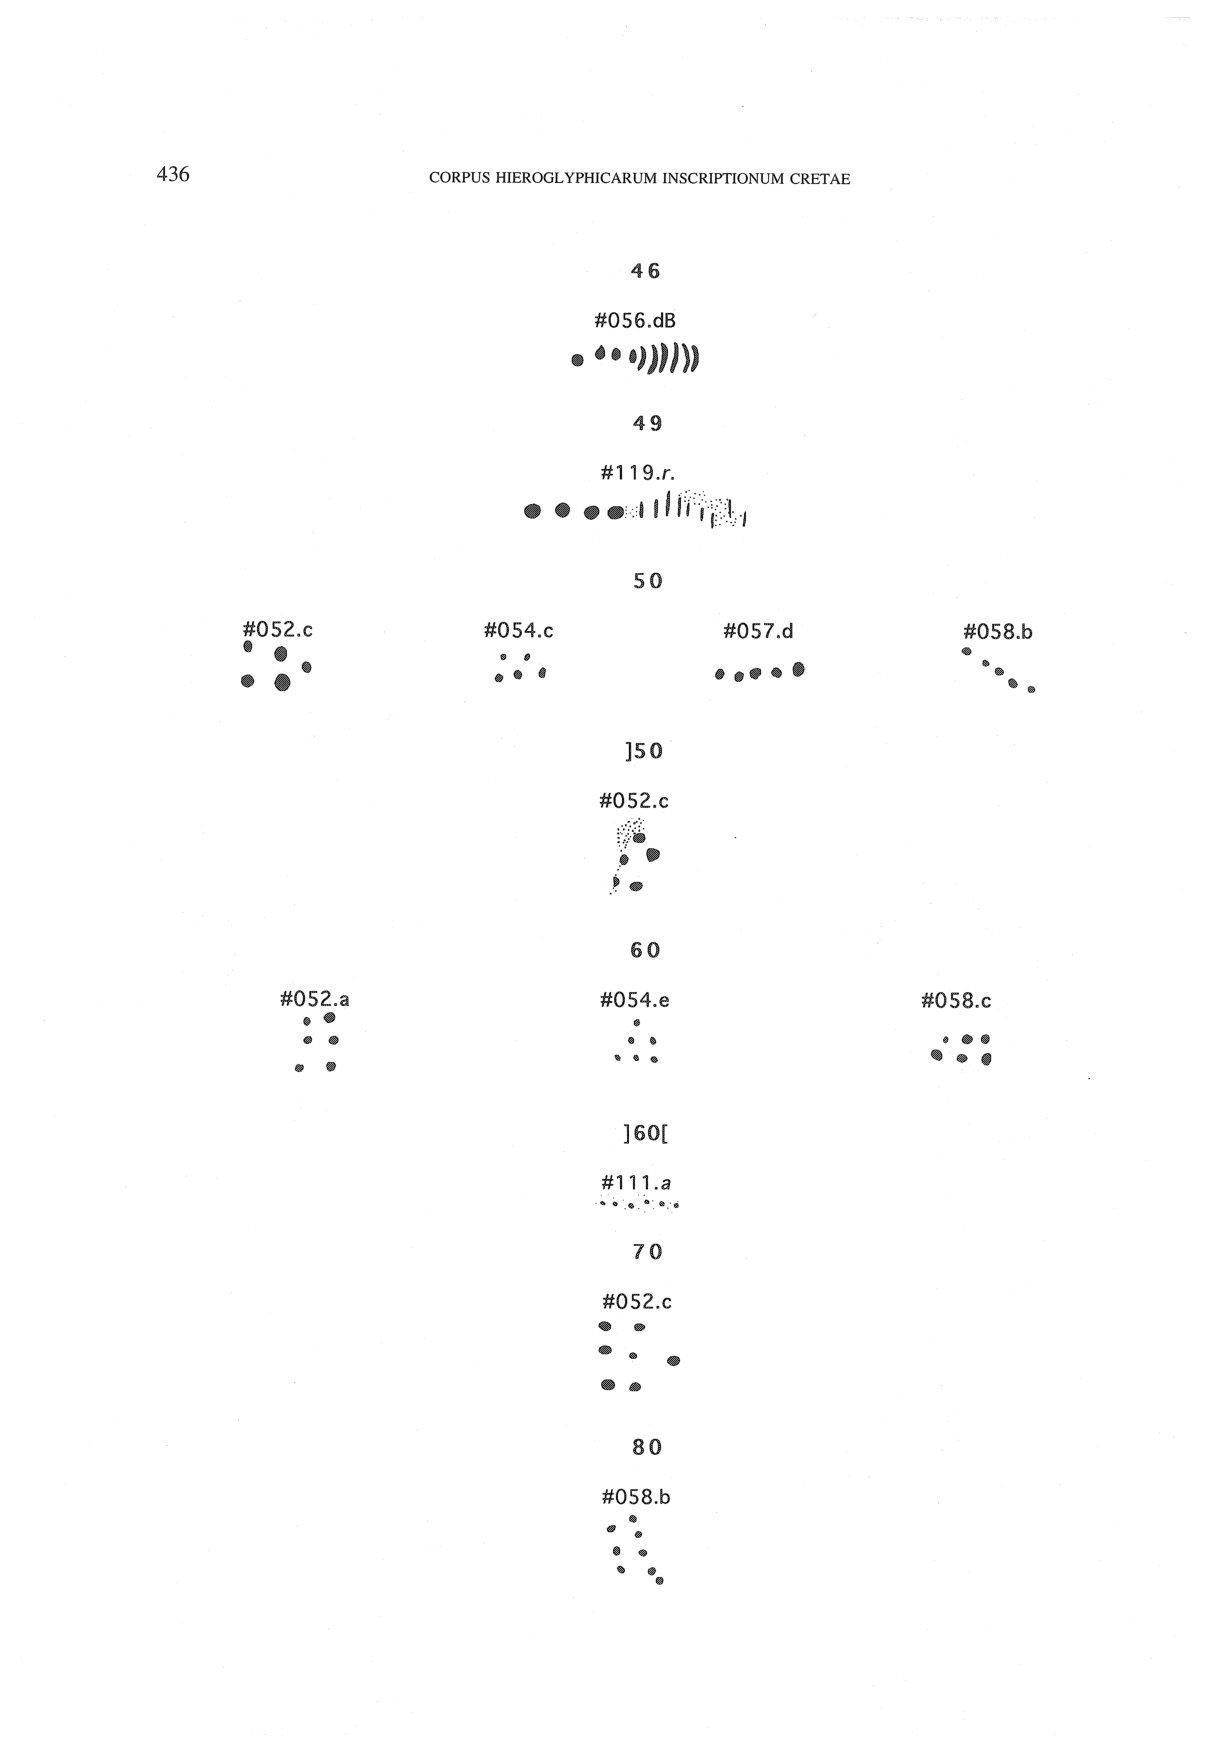 436 CORPUS HIEROGLYPHICARUM INSCRIPTIONUM CRETAE
46
#056.dB
49
#119.r.
50
#052.c #054.c #057.d #058.b
]50
#052.c
60
#052.a #054.e #058.c
]60[
#111.a
70
#052.c
80
#058.b